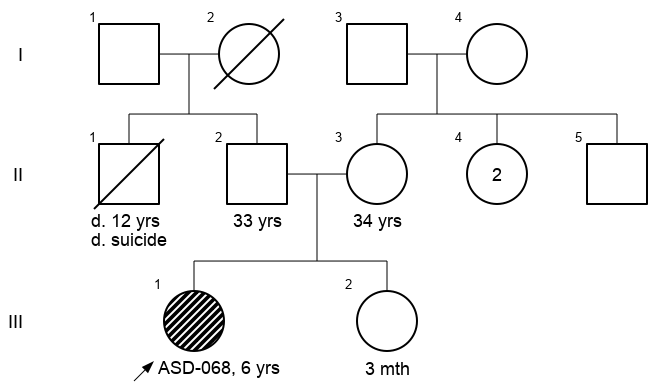 1 2 3 4
I
1 2 3 4 5
II
2
d. 12 yrs 33 yrs 34 yrs
d. suicide
1 2
III
ASD-068, 6 yrs 3 mth